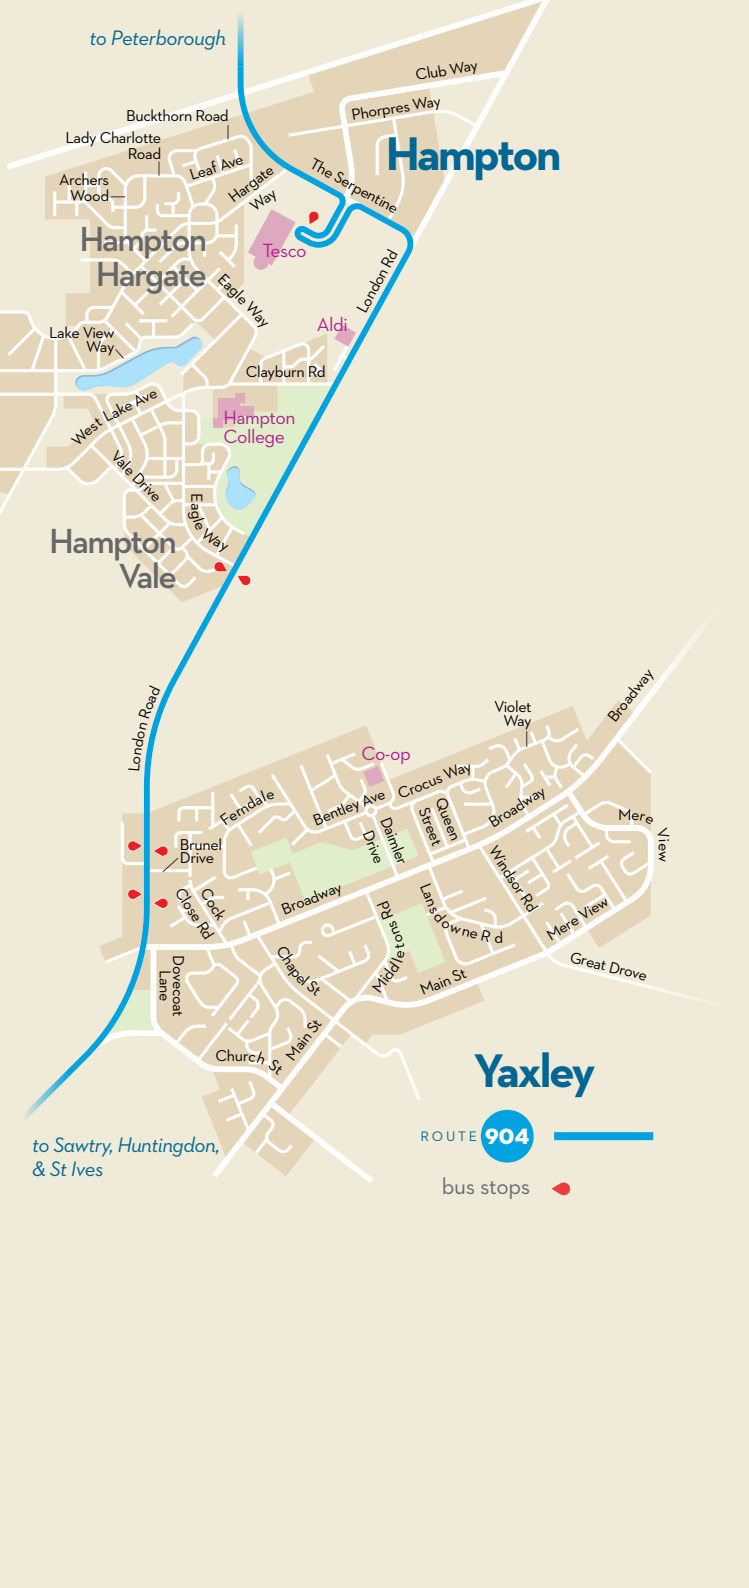 to Peterborough
Club Way
Phorpres Way
Buckthorn Road
Lady Charlotte
Road
Leaf Ave
Archers
Wood
Hargate
Way
The Serpentine
Hampton
Hampton
Hargate
Tesco
London Rd
Eagle Way
Aldi
Lake View
Way
Clayburn Rd
West Lake Ave
Hampton
College
Vale Drive
Eagle Way
Hampton
Vale
London Road
Broadway
Violet
Way
Co-op
Crocus Way
Bentley Ave
Ferndale
Broadway
Queen
Street
Mere
View
Daimler
Drive
Brunel
Drive
Windsor Rd
Cock
Close Rd
Broadway
Lansdowne Rd
Middletons Rd
Mere View
Chapel St
Dovecoat
Lane
Main St
Great Drove
Main St
Church St
Yaxley
ROUTE 904
to Sawtry, Huntingdon,
& St Ives
bus stops